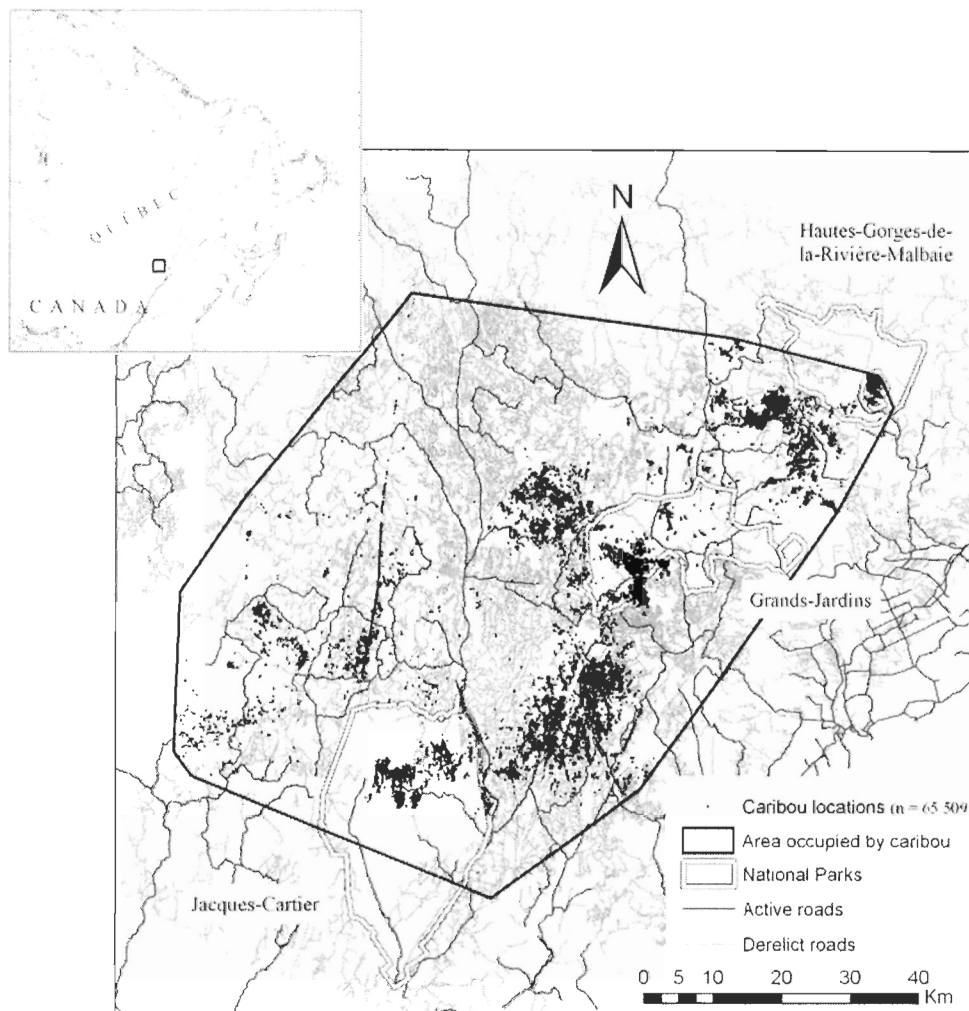 QUÉBEC
CANADA
N
Hautes-Gorges-de-
la-Rivière-Malbaie
Grands-Jardins
Jacques-Cartier
Caribou locations (n = 65 509
Area occupied by caribou
National Parks
Active roads
Derelict roads
0 5 10 20 30 40
Km